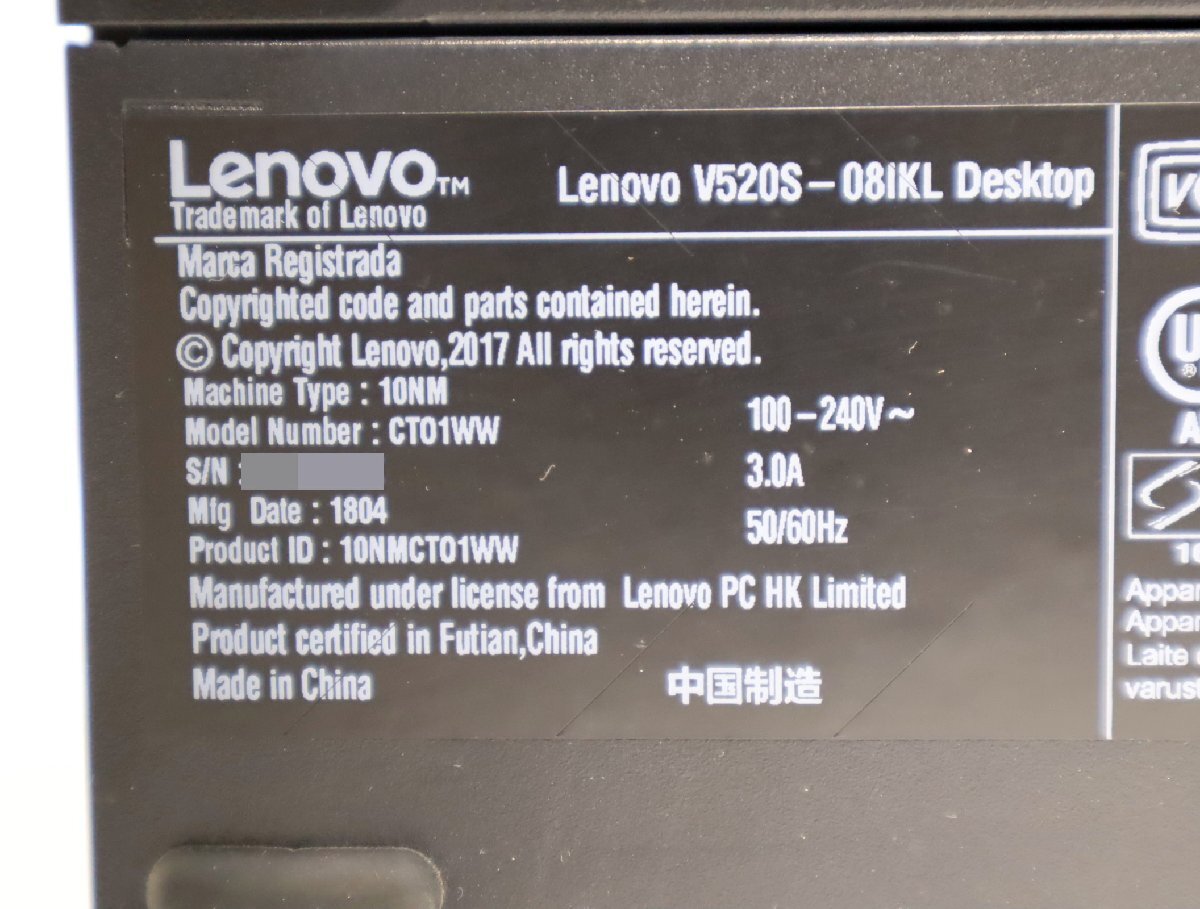 Lenovo™
Lenovo V520S-08IKL Desktop
Trademark of Lenovo
Marca Registrada
Copyrighted code and parts contained herein.
© Copyright Lenovo,2017 All rights reserved.
Machine Type : 10NM
Model Number : CTO1WW
100-240V~
S/N :
3.0A
Mfg Date : 1804
50/60Hz
Product ID : 10NMCTO1WW
Manufactured under license from Lenovo PC HK Limited
Product certified in Futian,China
Made in China
中国制造
Laite